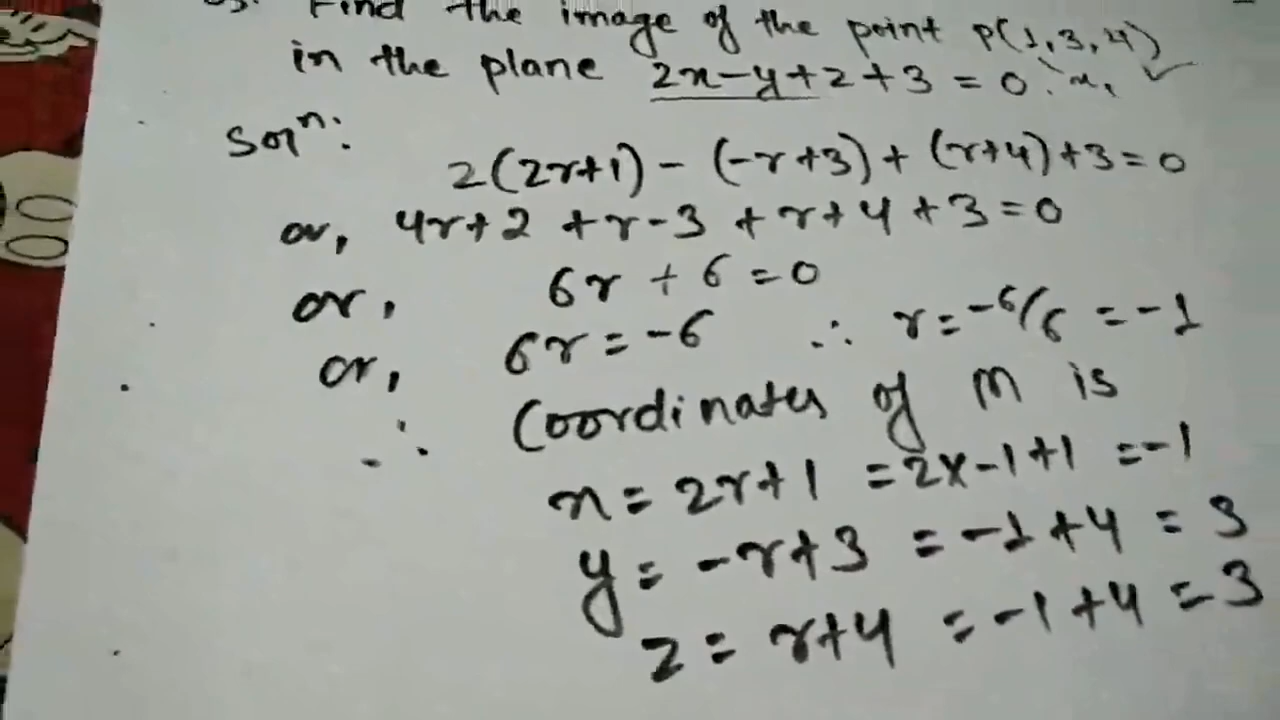 Find the image of the point P(1,3,4)
in the plane 2x-y+z+3=0.
Solⁿ:
2(2r+1) - (-r+3) + (r+4)+3=0
or, 4r+2 +r-3 +r+4+3=0
or, 6r+6=0
or, 6r=-6 ∴ r=-6/6 =-1
∴ Coordinates of M is
x=2r+1 =2x-1+1 =-1
y=-r+3 =-1+4 =3
z=r+4 =-1+4=3